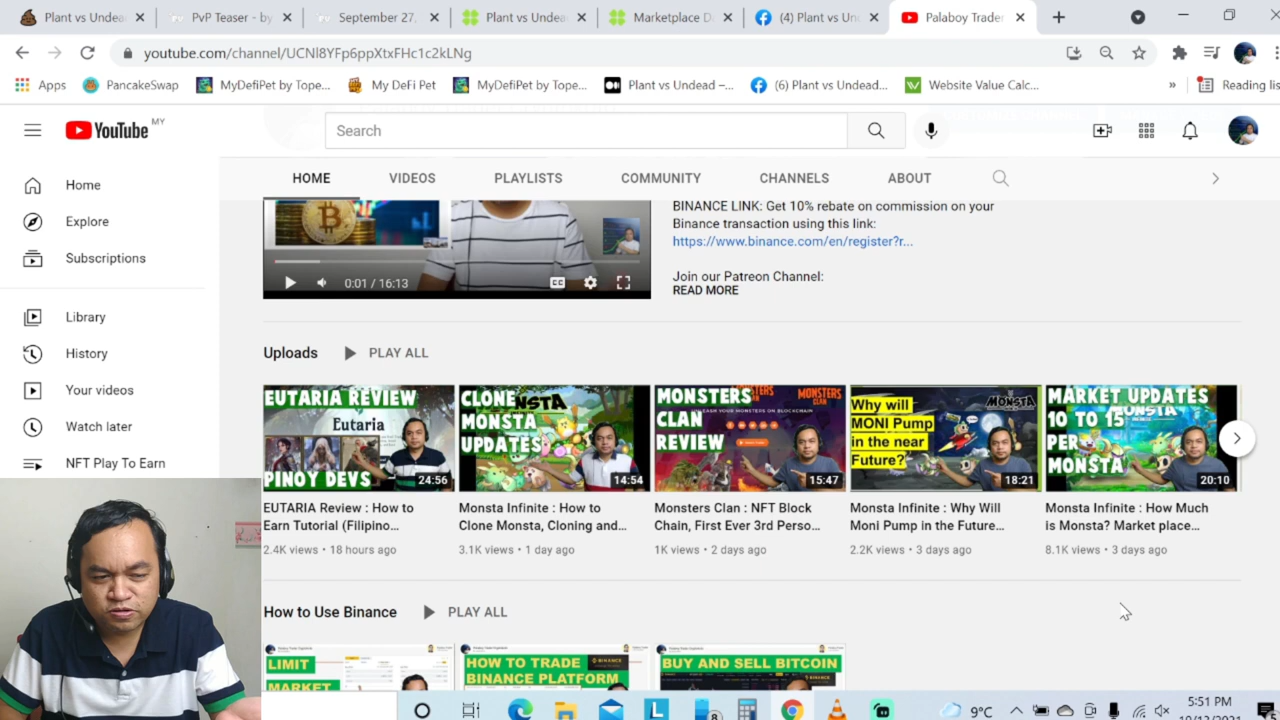 Plant vs Undea
PvP Teaser - by
September 27,
Plant vs Undea
Marketplace D
(4) Plant vs Un
Palaboy Trader
youtube.com/channel/UCNl8YFp6ppXtxFHc1c2kLNg
Apps
PancakeSwap
MyDefiPet by Tope...
My DeFi Pet
MyDefiPet by Tope...
Plant vs Undead –...
(6) Plant vs Undead...
Website Value Calc...
»
Reading lis
YouTube MY
Search
HOME
VIDEOS
PLAYLISTS
COMMUNITY
CHANNELS
ABOUT
Home
Explore
Subscriptions
Library
History
Your videos
Watch later
NFT Play To Earn
0:01 / 16:13
BINANCE LINK: Get 10% rebate on commission on your
Binance transaction using this link:
https://www.binance.com/en/register?r...
Join our Patreon Channel:
READ MORE
Uploads
PLAY ALL
EUTARIA REVIEW
Eutaria
PINOY DEVS
24:56
CLONE
MONSTA
UPDATES
14:54
MONSTERS
CLAN
REVIEW
MONSTERS
CLAN
15:47
Why will
MONI Pump
in the near
Future?
MONSTA
18:21
MARKET UPDATES
10 TO 15
PER
MONSTA
20:10
EUTARIA Review : How to
Earn Tutorial (Filipino...
2.4K views • 18 hours ago
Monsta Infinite : How to
Clone Monsta, Cloning and...
3.1K views • 1 day ago
Monsters Clan : NFT Block
Chain, First Ever 3rd Perso...
1K views • 2 days ago
Monsta Infinite : Why Will
Moni Pump in the Future...
2.2K views • 3 days ago
Monsta Infinite : How Much
is Monsta? Market place...
8.1K views • 3 days ago
How to Use Binance
PLAY ALL
LIMIT
MARKET
HOW TO TRADE
BINANCE
BINANCE PLATFORM
BUY AND SELL BITCOIN
9°C
5:51 PM